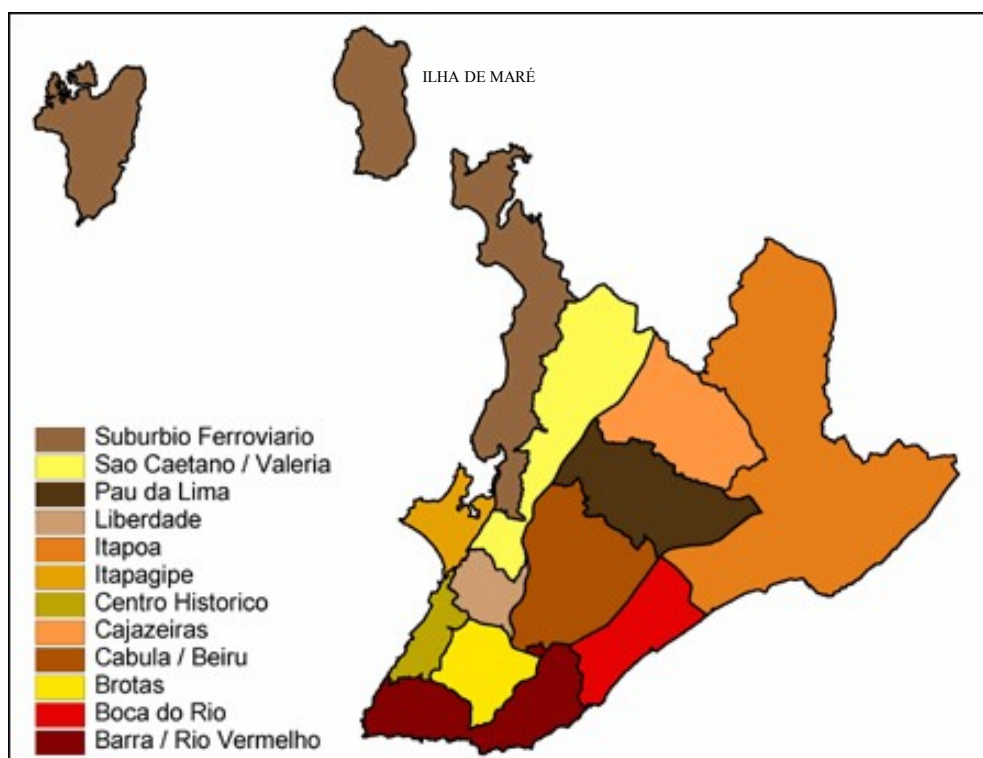 ILHA DE MARÉ
Suburbio Ferroviario
Sao Caetano / Valeria
Pau da Lima
Liberdade
Itapoa
Itapagipe
Centro Historico
Cajazeiras
Cabula / Beiru
Brotas
Boca do Rio
Barra / Rio Vermelho